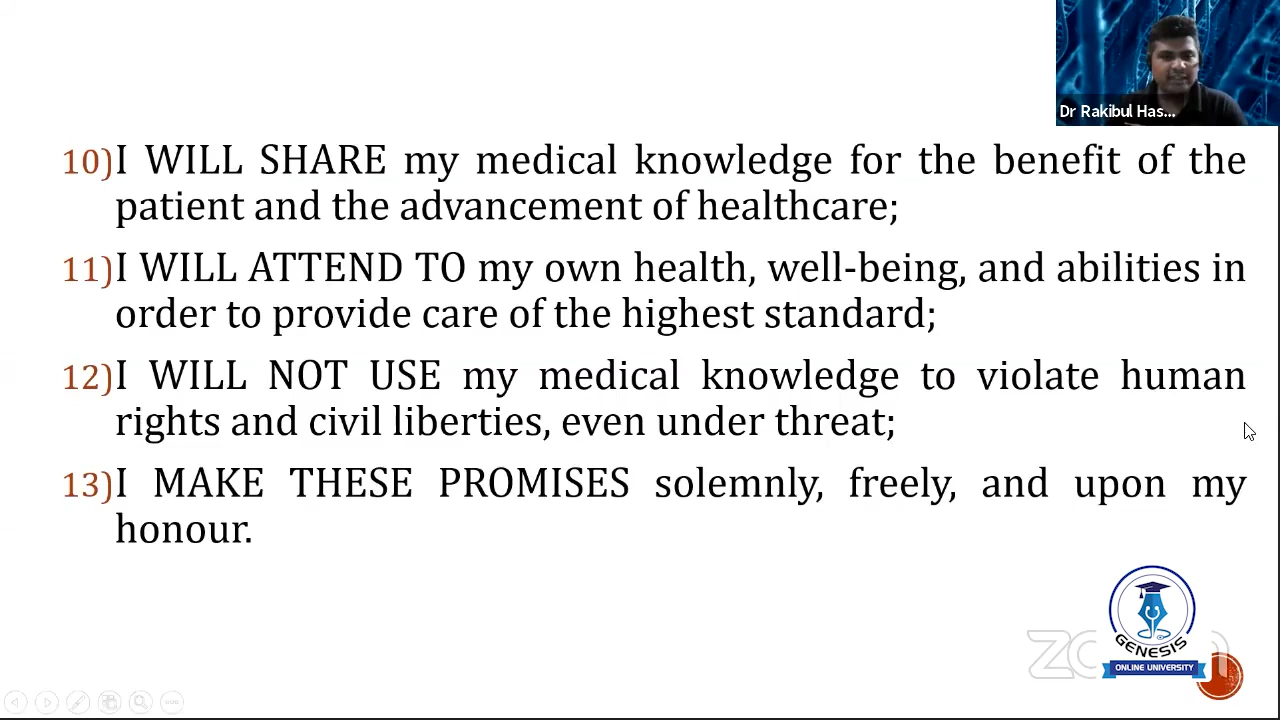 Dr Rakibul Has...
10) I WILL SHARE my medical knowledge for the benefit of the
patient and the advancement of healthcare;
11) I WILL ATTEND TO my own health, well-being, and abilities in
order to provide care of the highest standard;
12) I WILL NOT USE my medical knowledge to violate human
rights and civil liberties, even under threat;
13) I MAKE THESE PROMISES solemnly, freely, and upon my
honour.
GENESIS
ONLINE UNIVERSITY